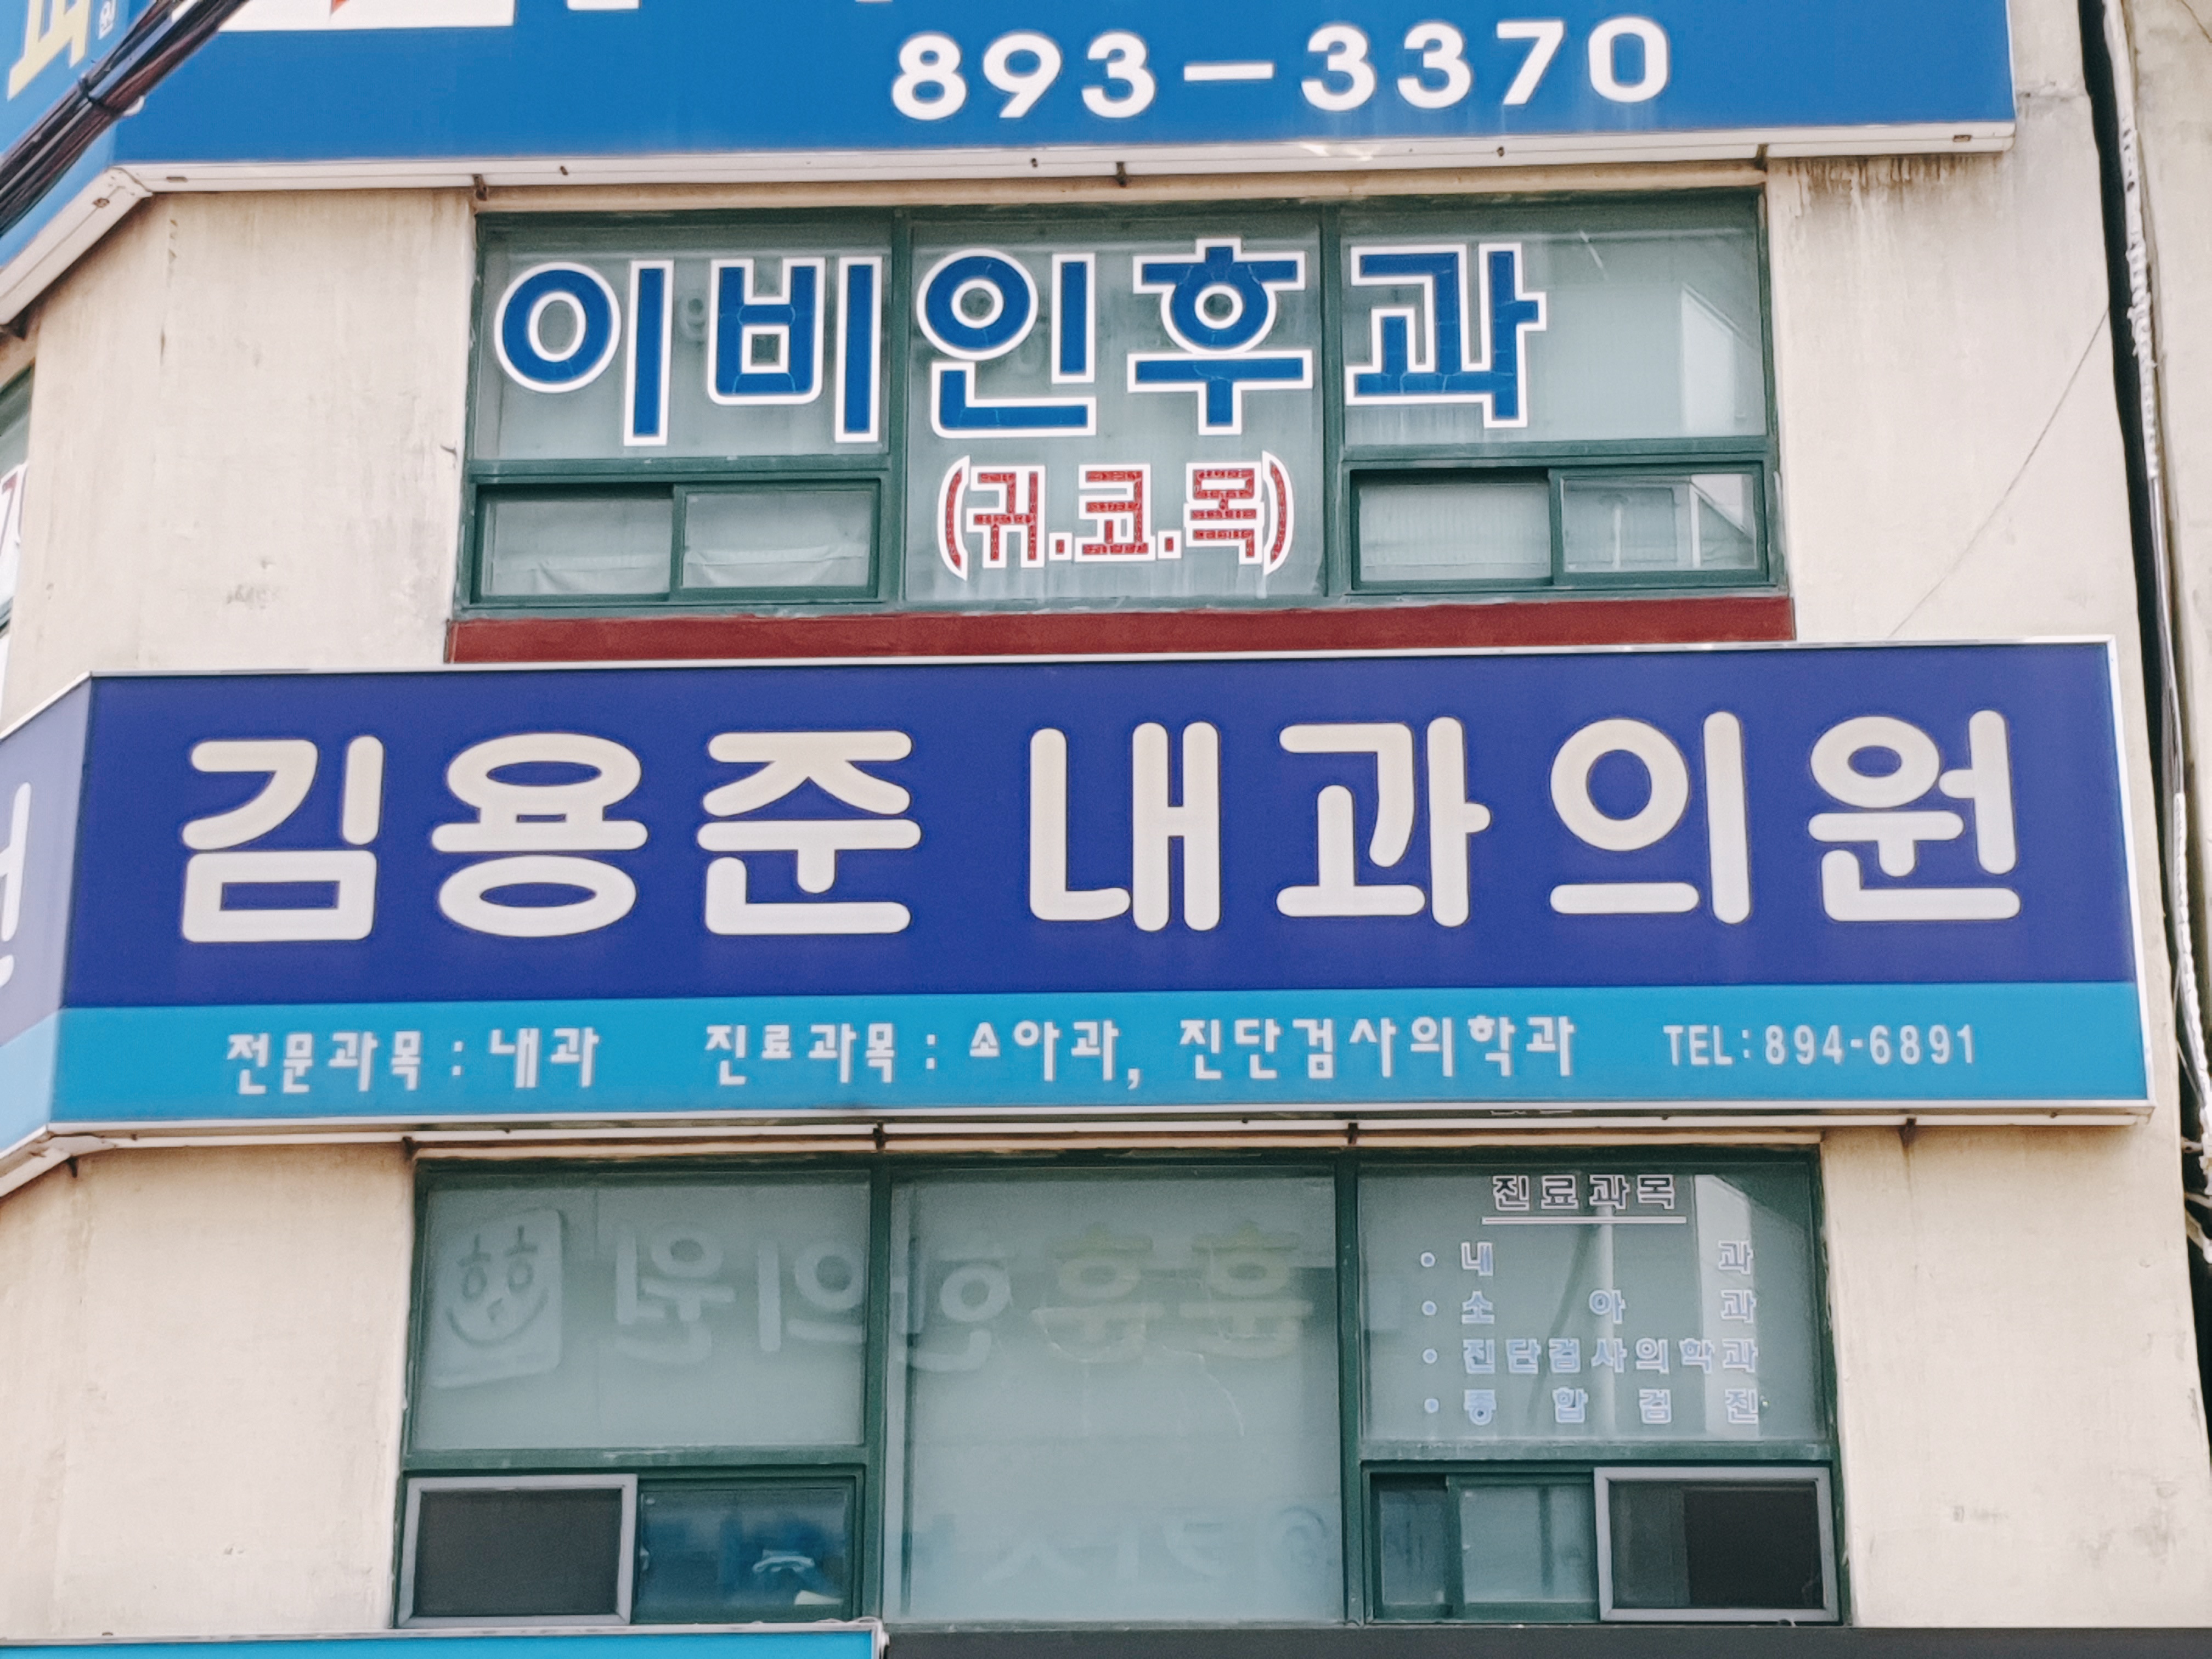 893-3370
이비인후과
(귀.코.목)
김용준 내과의원
전문과목 : 내과 진료과목 : 소아과, 진단검사의학과 TEL:894-6891
진료과목
• 내 과
• 소 아 과
• 진단검사의학과
• 종 합 검 진